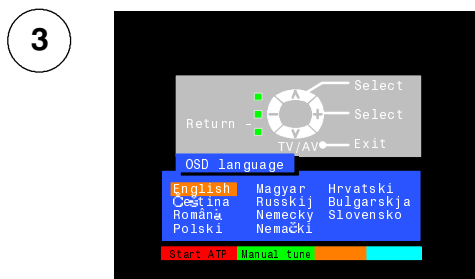 3
Select
Select
Return
TV/AV Exit
OSD language
English Magyar Hrvatski
Čeština Russkij Bulgarskja
Română Nemecky Slovensko
Polski Nemački
Start ATP Manual tune